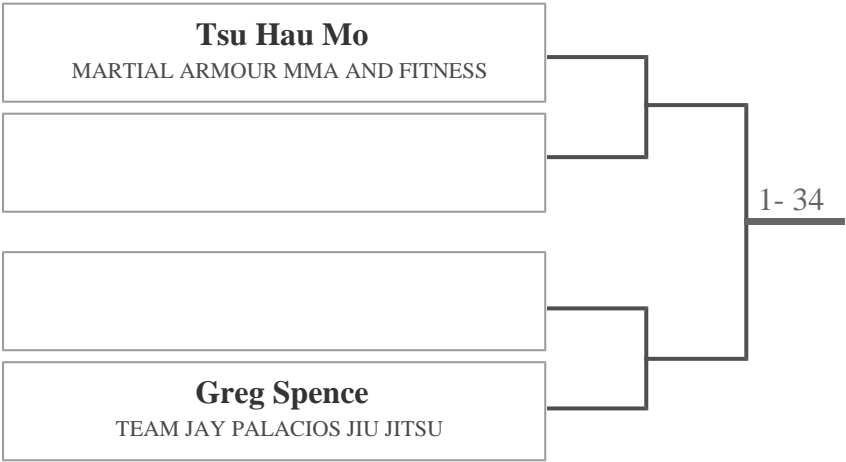 Tsu Hau Mo
MARTIAL ARMOUR MMA AND FITNESS
1- 34
Greg Spence
TEAM JAY PALACIOS JIU JITSU